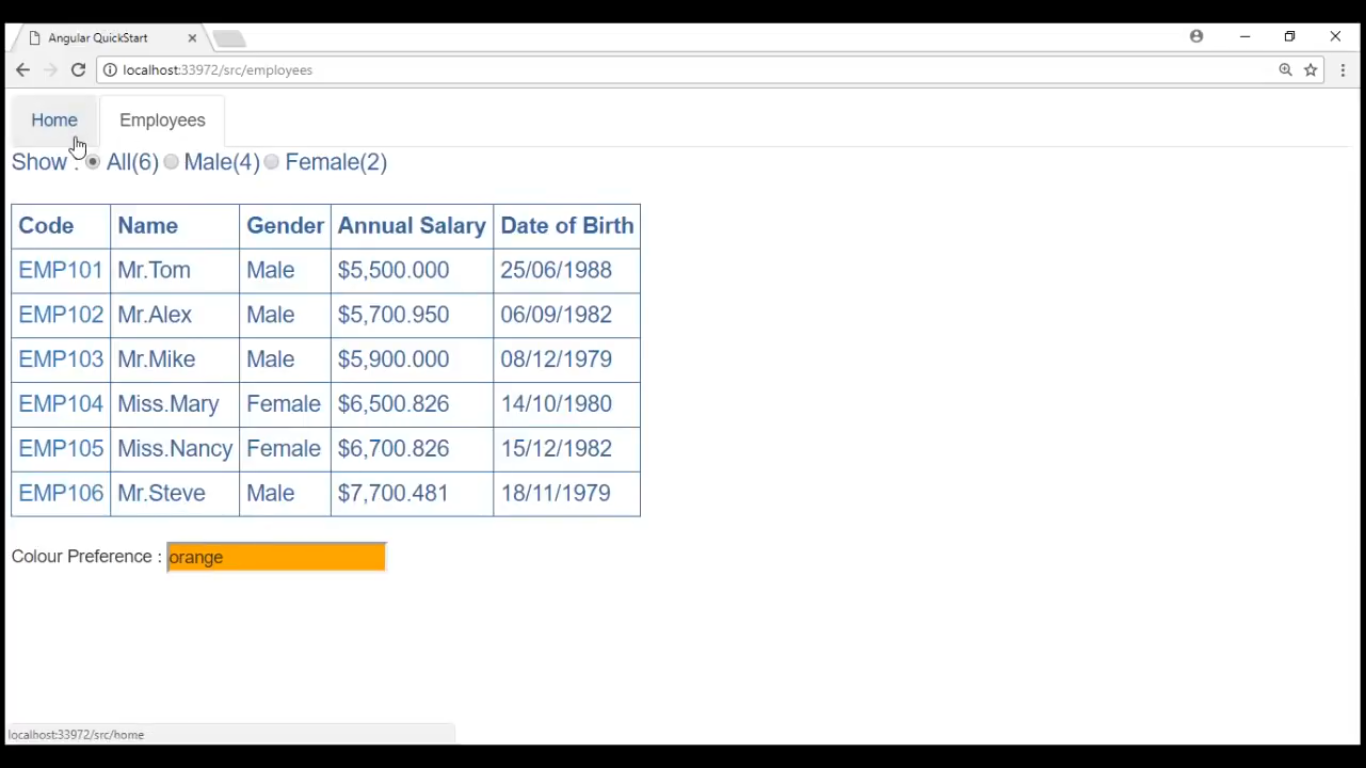 Angular QuickStart
localhost:33972/src/employees
Home Employees
Show : All(6) Male(4) Female(2)
Code Name Gender Annual Salary Date of Birth
EMP101 Mr.Tom Male $5,500.000 25/06/1988
EMP102 Mr.Alex Male $5,700.950 06/09/1982
EMP103 Mr.Mike Male $5,900.000 08/12/1979
EMP104 Miss.Mary Female $6,500.826 14/10/1980
EMP105 Miss.Nancy Female $6,700.826 15/12/1982
EMP106 Mr.Steve Male $7,700.481 18/11/1979
Colour Preference : orange
localhost:33972/src/home